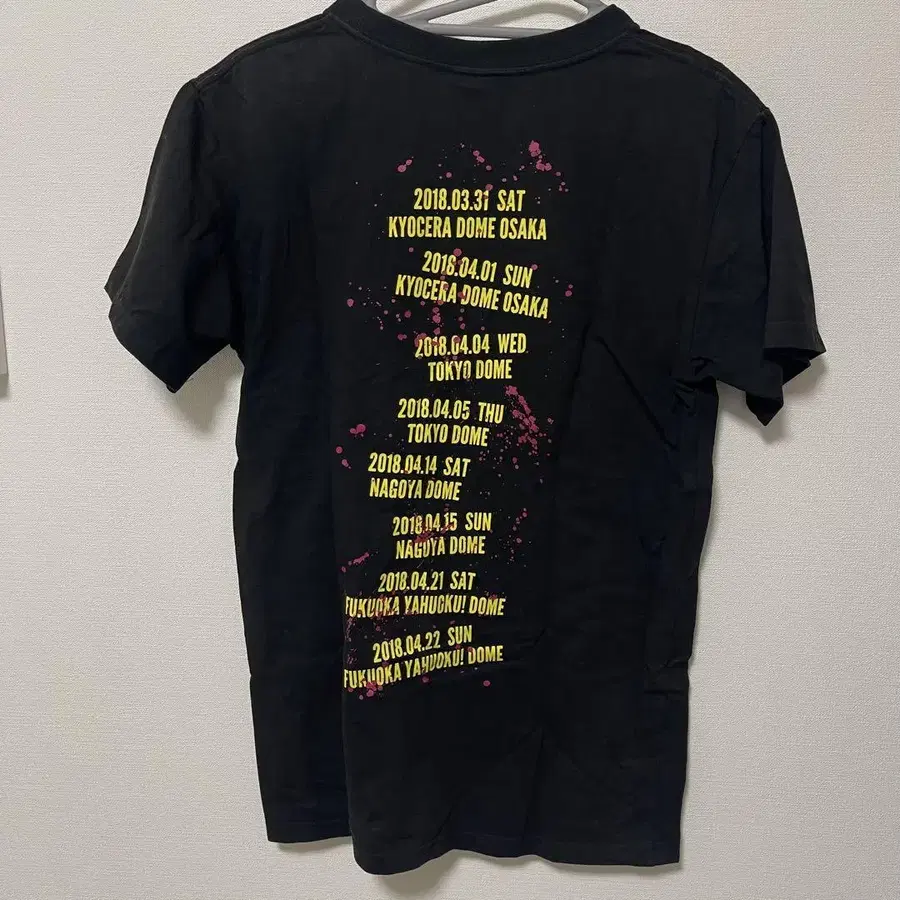 2018.03.31 SAT
KYOCERA DOME OSAKA
2018.04.01 SUN
KYOCERA DOME OSAKA
2018.04.04 WED
TOKYO DOME
2018.04.05 THU
TOKYO DOME
2018.04.14 SAT
NAGOYA DOME
2018.04.15 SUN
NAGOYA DOME
2018.04.21 SAT
FUKUOKA YAHUOKU! DOME
2018.04.22 SUN
FUKUOKA YAHUOKU! DOME